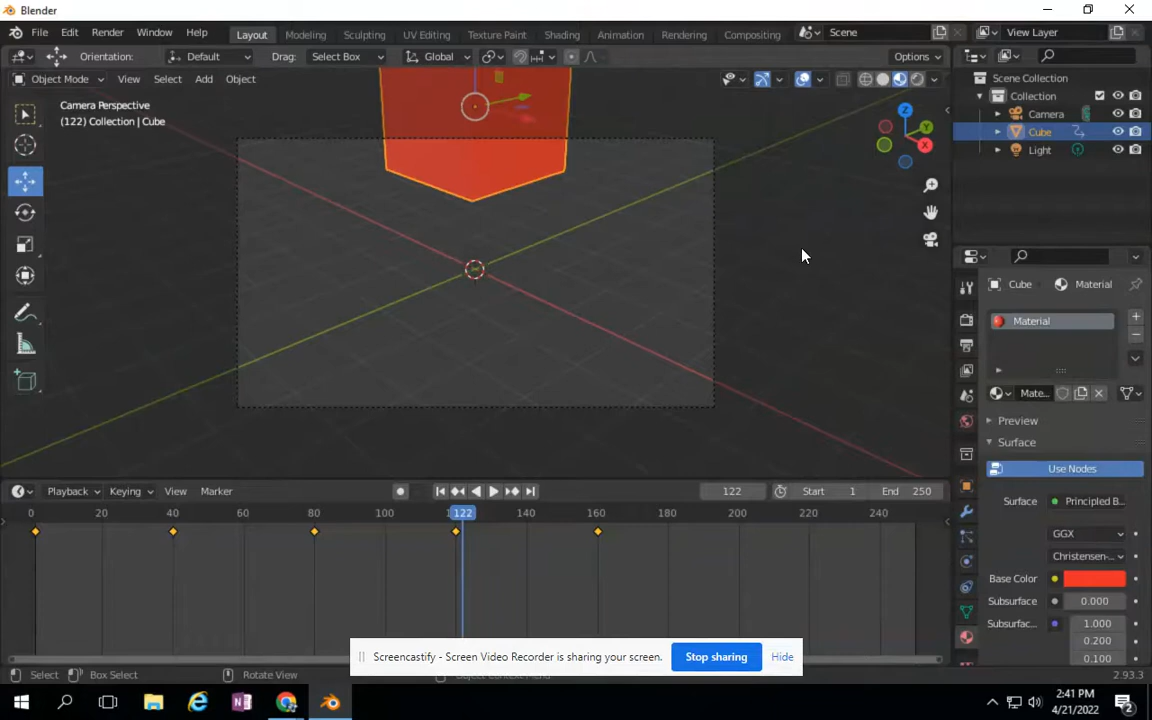 Blender
File Edit Render Window Help Layout Modeling Sculpting UV Editing Texture Paint Shading Animation Rendering Compositing Scene View Layer
Orientation: Default Drag: Select Box Global Options
Object Mode View Select Add Object
Camera Perspective
(122) Collection | Cube
Z
Y
X
Scene Collection
Collection
Camera
Cube
Light
Cube Material
Material
Mate...
Preview
Surface
Use Nodes
Surface Principled B...
GGX
Christensen-...
Base Color
Subsurface 0.000
Subsurfac... 1.000
0.200
0.100
Playback Keying View Marker 122 Start 1 End 250
0 20 40 60 80 100 122 140 160 180 200 220 240
Screencastify - Screen Video Recorder is sharing your screen. Stop sharing Hide
Select Box Select Rotate View 2.93.3
2:41 PM
4/21/2022
2